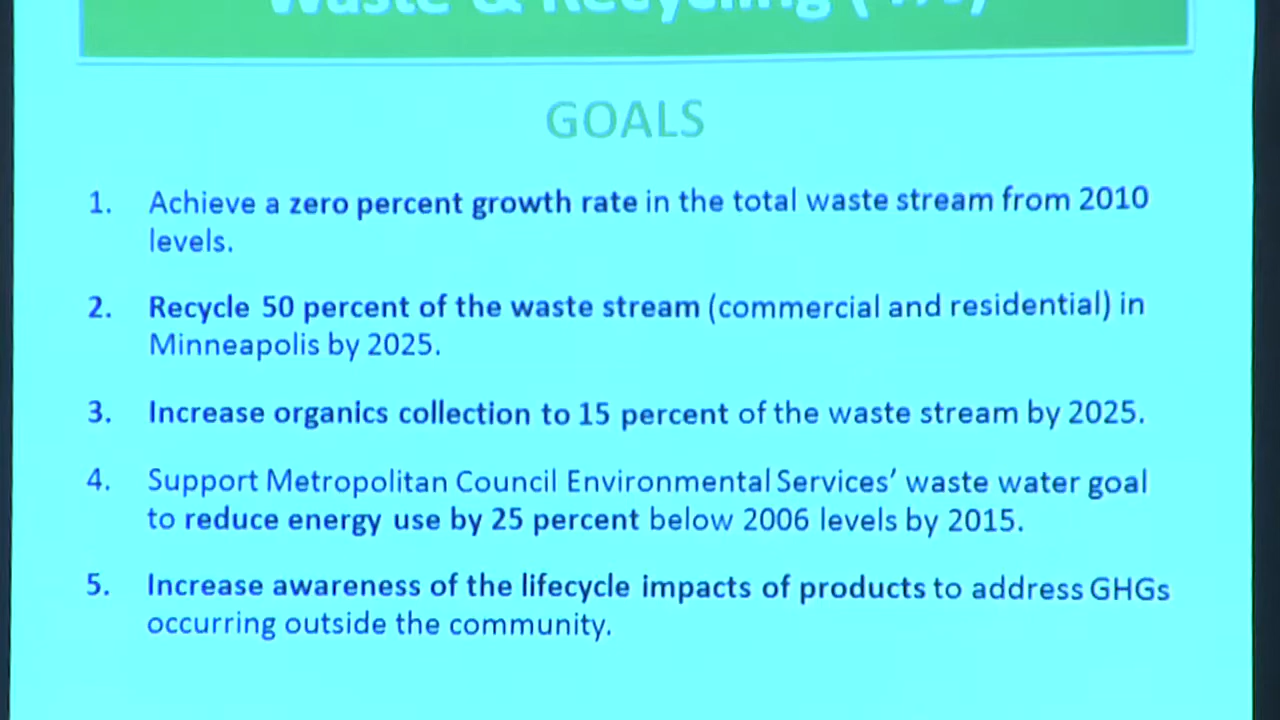 Waste & Recycling
GOALS
1. Achieve a zero percent growth rate in the total waste stream from 2010
levels.
2. Recycle 50 percent of the waste stream (commercial and residential) in
Minneapolis by 2025.
3. Increase organics collection to 15 percent of the waste stream by 2025.
4. Support Metropolitan Council Environmental Services’ waste water goal
to reduce energy use by 25 percent below 2006 levels by 2015.
5. Increase awareness of the lifecycle impacts of products to address GHGs
occurring outside the community.